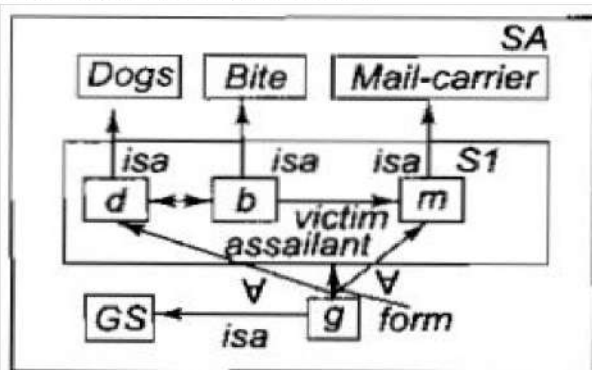 SA
Dogs Bite Mail-carrier
isa isa isa S1
d b m
victim
assailant
∀ ∀
GS g form
isa